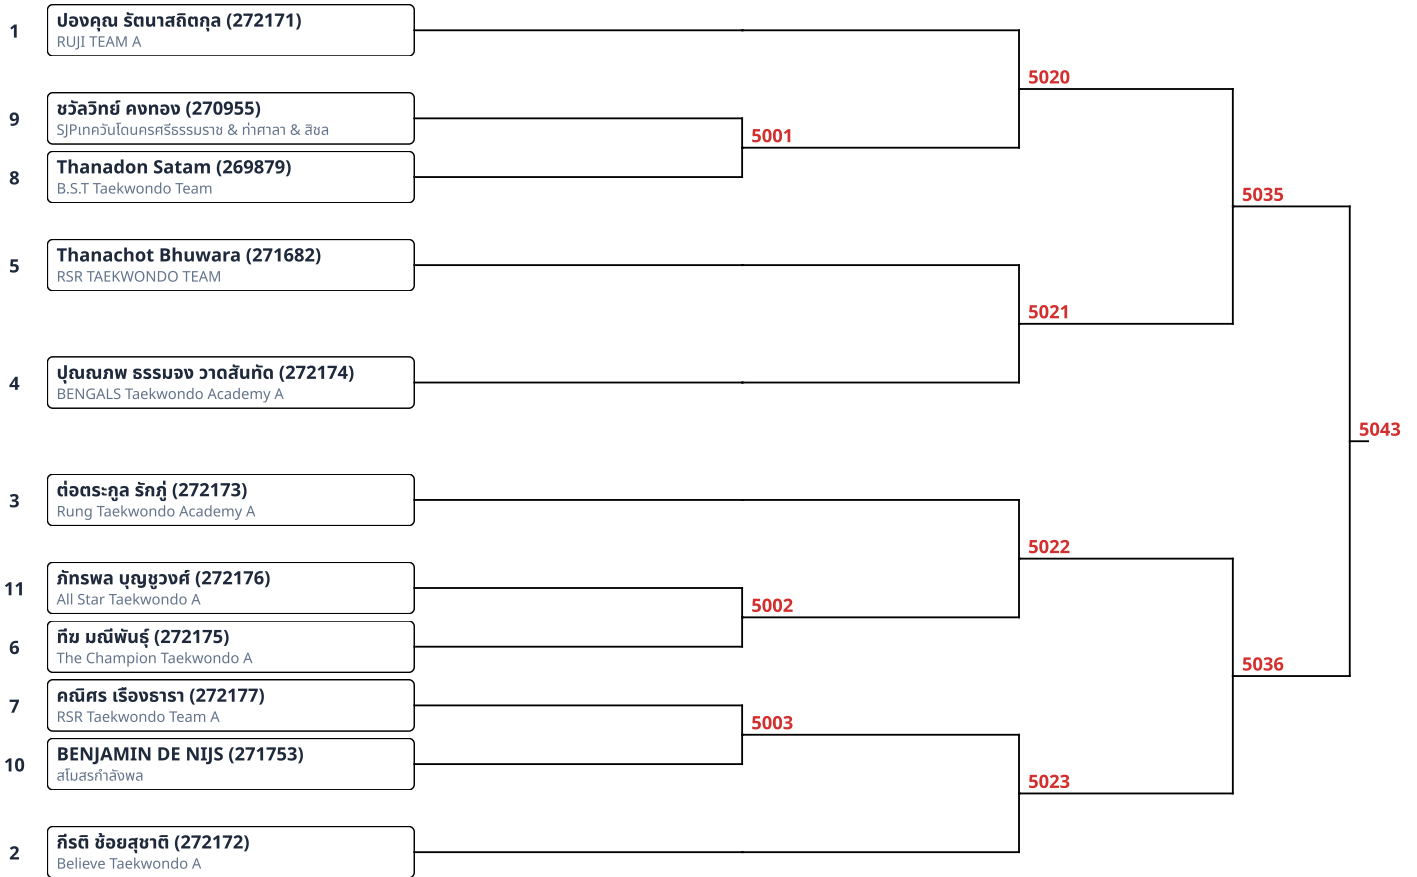 1
ปองคุณ รัตนาสถิตกุล (272171)
RUJI TEAM A
5020
9
ชวัลวิทย์ คงทอง (270955)
SJPเทควันโดนครศรีธรรมราช & ท่าศาลา & สิชล
5001
8
Thanadon Satam (269879)
B.S.T Taekwondo Team
5035
5
Thanachot Bhuwara (271682)
RSR TAEKWONDO TEAM
5021
4
ปุณณภพ ธรรมจง วาดสันทัด (272174)
BENGALS Taekwondo Academy A
5043
3
ต่อตระกูล รักภู่ (272173)
Rung Taekwondo Academy A
5022
11
ภัทรพล บุญชูวงศ์ (272176)
All Star Taekwondo A
5002
6
ทีฆ มณีพันธุ์ (272175)
The Champion Taekwondo A
5036
7
คณิศร เรืองธารา (272177)
RSR Taekwondo Team A
5003
10
BENJAMIN DE NIJS (271753)
สโมสรกำลังพล
5023
2
กีรติ ช้อยสุชาติ (272172)
Believe Taekwondo A